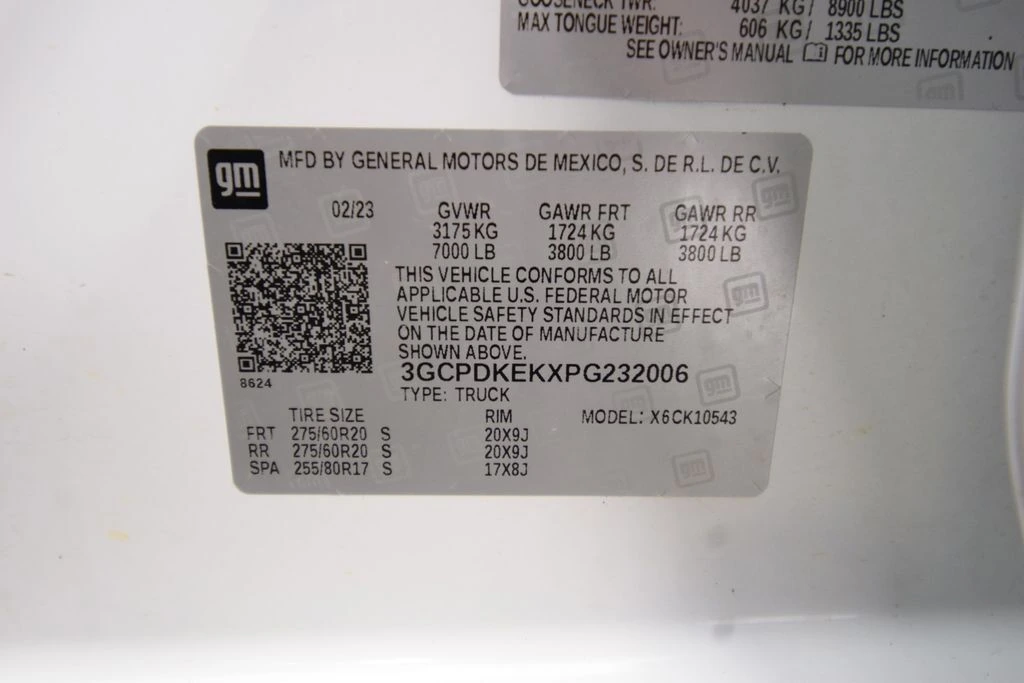 GOOSENECK TWR: 4037 KG/ 8900 LBS
MAX TONGUE WEIGHT: 606 KG/ 1335 LBS
SEE OWNER'S MANUAL FOR MORE INFORMATION
gm
MFD BY GENERAL MOTORS DE MEXICO, S. DE R.L. DE C.V.
02/23 GVWR GAWR FRT GAWR RR
3175 KG 1724 KG 1724 KG
7000 LB 3800 LB 3800 LB
THIS VEHICLE CONFORMS TO ALL
APPLICABLE U.S. FEDERAL MOTOR
VEHICLE SAFETY STANDARDS IN EFFECT
ON THE DATE OF MANUFACTURE
SHOWN ABOVE.
8624
3GCPDKEKXPG232006
TYPE: TRUCK
TIRE SIZE RIM MODEL: X6CK10543
FRT 275/60R20 S 20X9J
RR 275/60R20 S 20X9J
SPA 255/80R17 S 17X8J